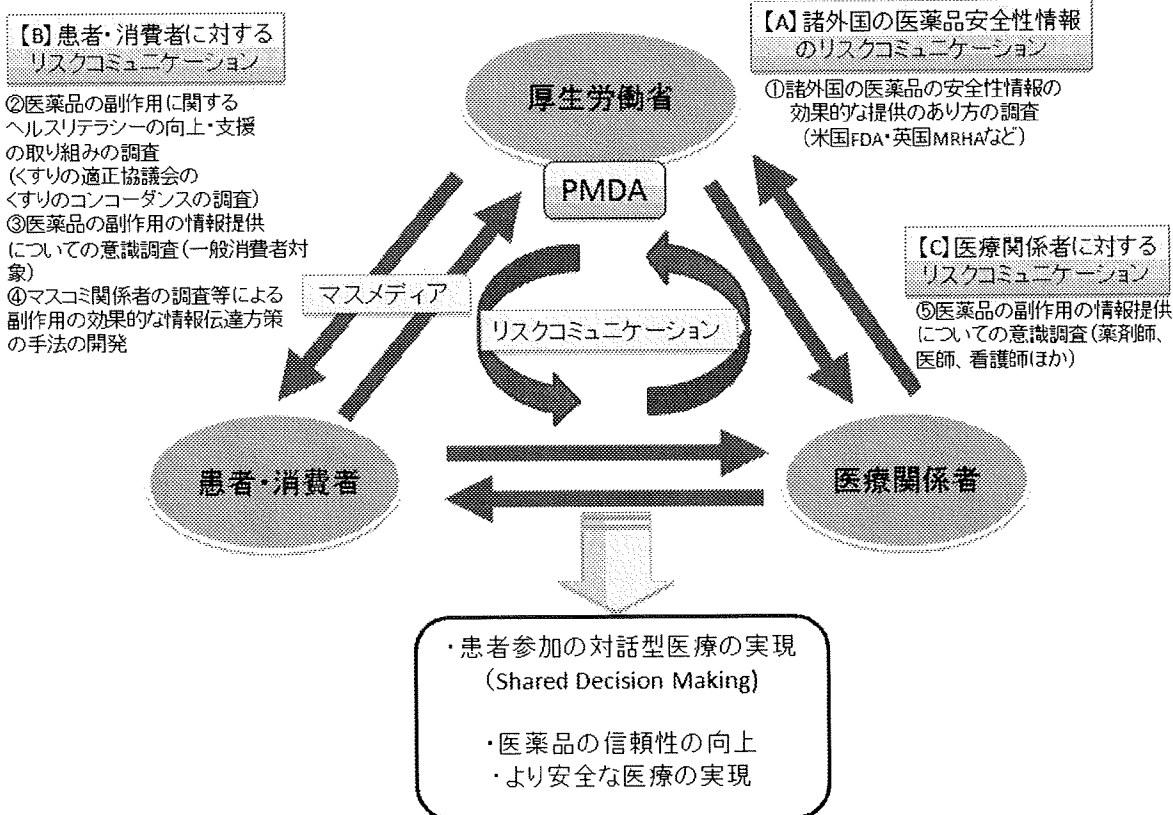 【B】患者・消費者に対する
リスクコミュニケーション
②医薬品の副作用に関する
ヘルスリテラシーの向上・支援
の取り組みの調査
(くすりの適正協議会の
くすりのコンコーダンスの調査)
③医薬品の副作用の情報提供
についての意識調査(一般消費者対
象)
④マスコミ関係者の調査等による
副作用の効果的な情報伝達方策
の手法の開発
【A】諸外国の医薬品安全性情報
のリスクコミュニケーション
①諸外国の医薬品の安全性情報の
効果的な提供のあり方の調査
(米国FDA・英国MRHAなど)
厚生労働省
PMDA
【C】医療関係者に対する
リスクコミュニケーション
⑤医薬品の副作用の情報提供
についての意識調査(薬剤師、
医師、看護師ほか)
マスメディア
リスクコミュニケーション
患者・消費者
医療関係者
・患者参加の対話型医療の実現
(Shared Decision Making)
・医薬品の信頼性の向上
・より安全な医療の実現